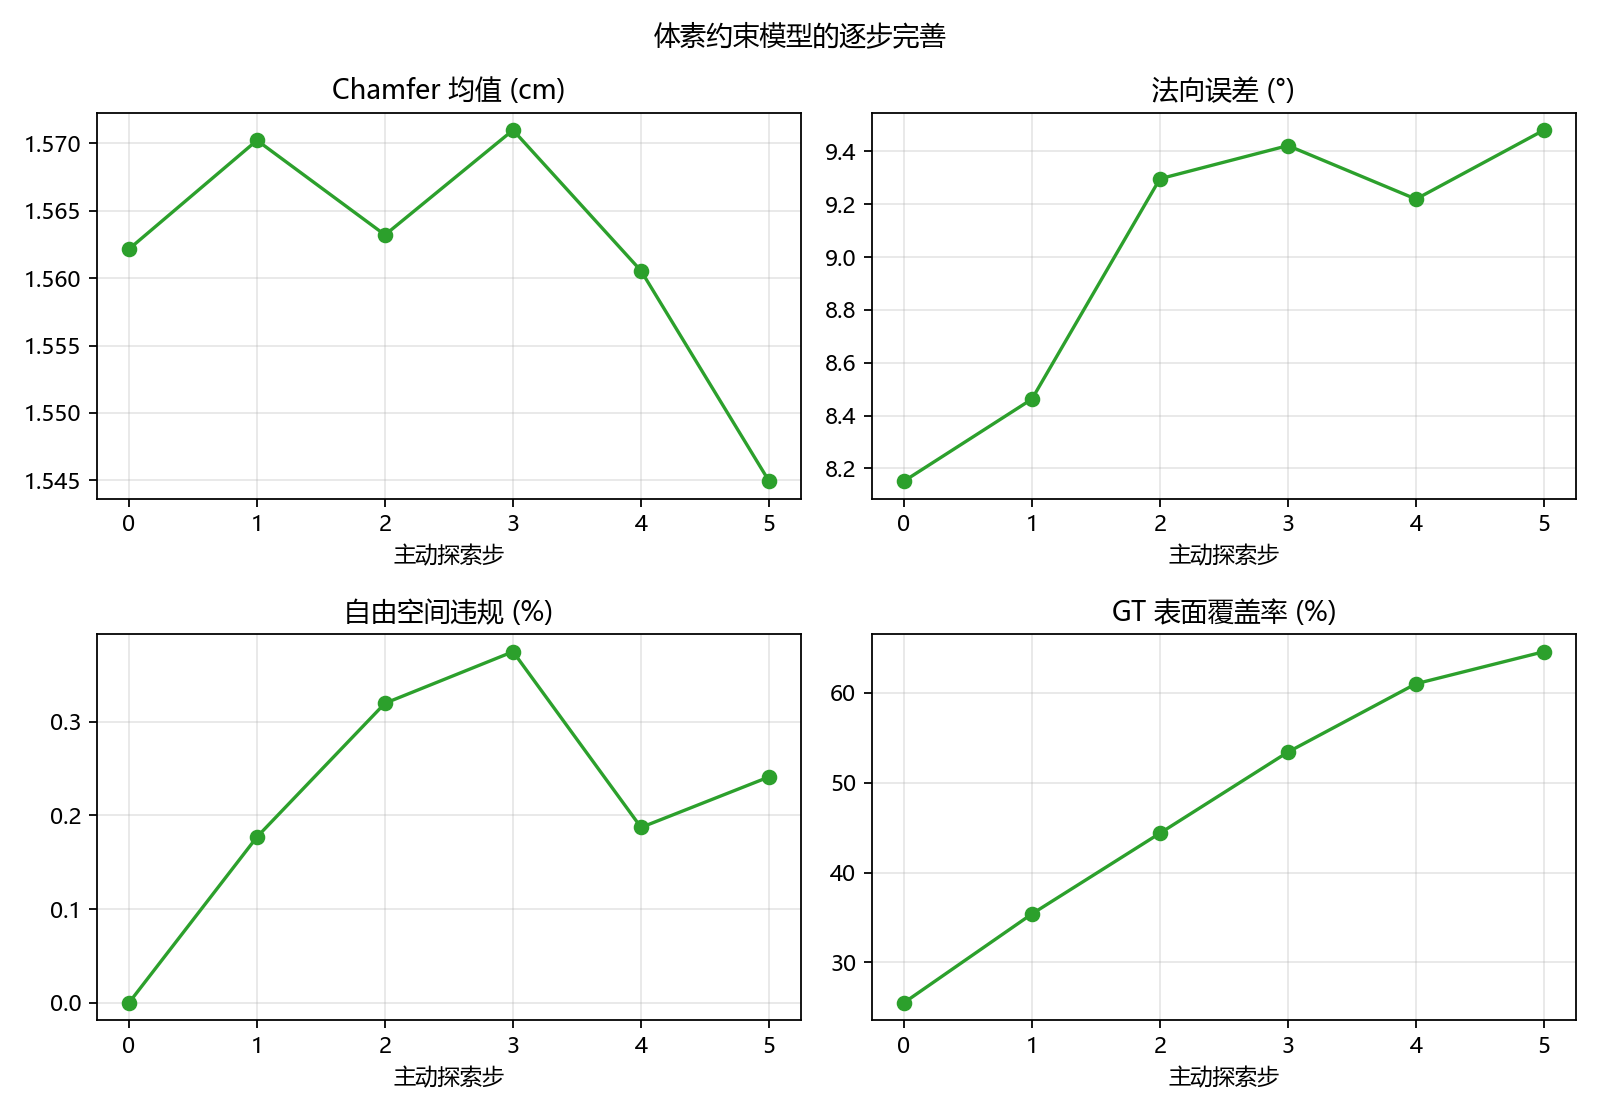 体素约束模型的逐步完善
Chamfer 均值 (cm)
1.570
1.565
1.560
1.555
1.550
1.545
0 1 2 3 4 5
主动探索步
法向误差 (°)
9.4
9.2
9.0
8.8
8.6
8.4
8.2
0 1 2 3 4 5
主动探索步
自由空间违规 (%)
0.3
0.2
0.1
0.0
0 1 2 3 4 5
主动探索步
GT 表面覆盖率 (%)
60
50
40
30
0 1 2 3 4 5
主动探索步